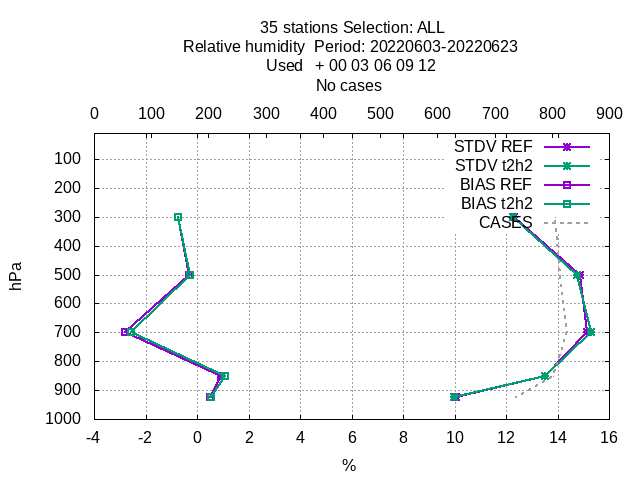 35 stations Selection: ALL
Relative humidity  Period: 20220603-20220623
Used   + 00 03 06 09 12
No cases
0 100 200 300 400 500 600 700 800 900
STDV REF
STDV t2h2
BIAS REF
BIAS t2h2
CASES
100
200
300
400
500
600
700
800
900
1000
hPa
-4 -2 0 2 4 6 8 10 12 14 16
%